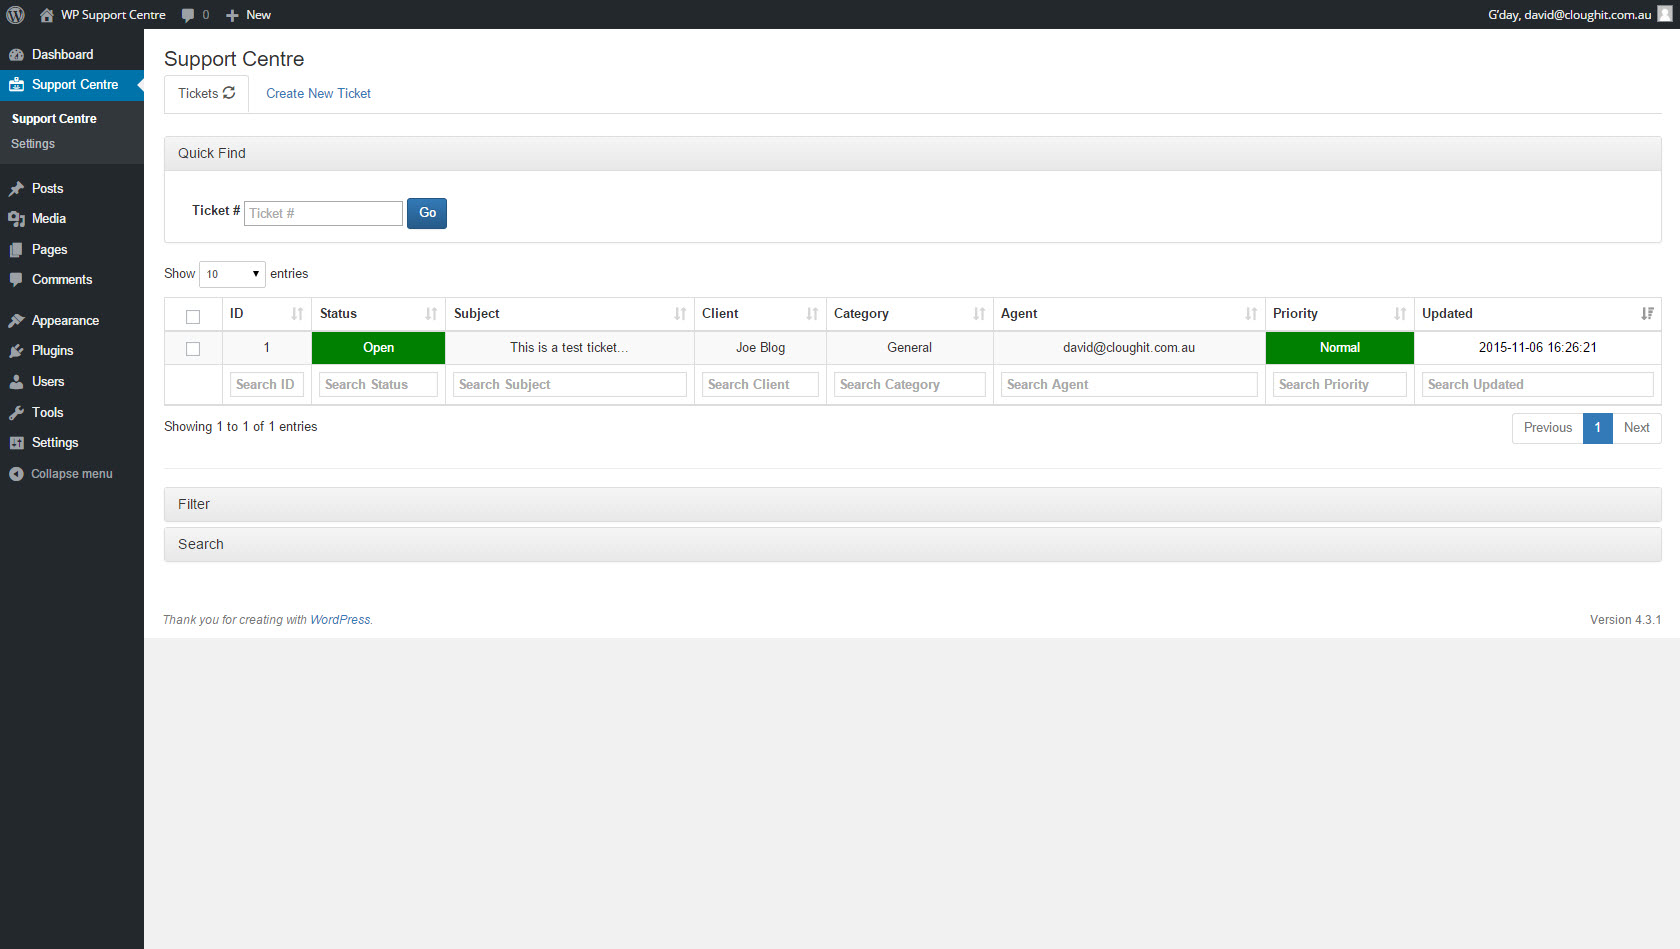 WP Support Centre 0 New G'day, david@cloughit.com.au
Dashboard
Support Centre
Support Centre
Settings
Posts
Media
Pages
Comments
Appearance
Plugins
Users
Tools
Settings
Collapse menu
Support Centre
Tickets Create New Ticket
Quick Find
Ticket # Ticket # Go
Show 10 entries
ID Status Subject Client Category Agent Priority Updated
1 Open This is a test ticket... Joe Blog General david@cloughit.com.au Normal 2015-11-06 16:26:21
Search ID Search Status Search Subject Search Client Search Category Search Agent Search Priority Search Updated
Showing 1 to 1 of 1 entries Previous 1 Next
Filter
Search
Thank you for creating with WordPress. Version 4.3.1